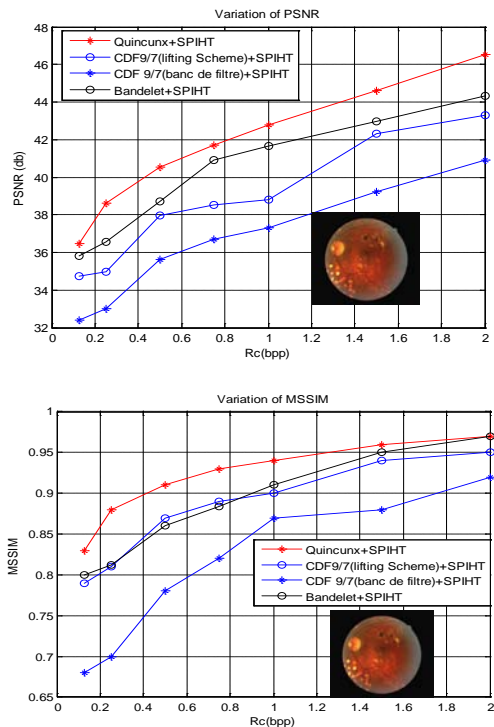 Variation of PSNR
48
46
44
42
40
38
36
34
32
PSNR (db)
Quincunx+SPIHT
CDF9/7(lifting Scheme)+SPIHT
CDF 9/7(banc de filtre)+SPIHT
Bandelet+SPIHT
0 0.2 0.4 0.6 0.8 1 1.2 1.4 1.6 1.8 2
Rc(bpp)
Variation of MSSIM
1
0.95
0.9
0.85
0.8
0.75
0.7
0.65
MSSIM
Quincunx+SPIHT
CDF9/7(lifting Scheme)+SPIHT
CDF 9/7(banc de filtre)+SPIHT
Bandelet+SPIHT
0 0.2 0.4 0.6 0.8 1 1.2 1.4 1.6 1.8 2
Rc(bpp)